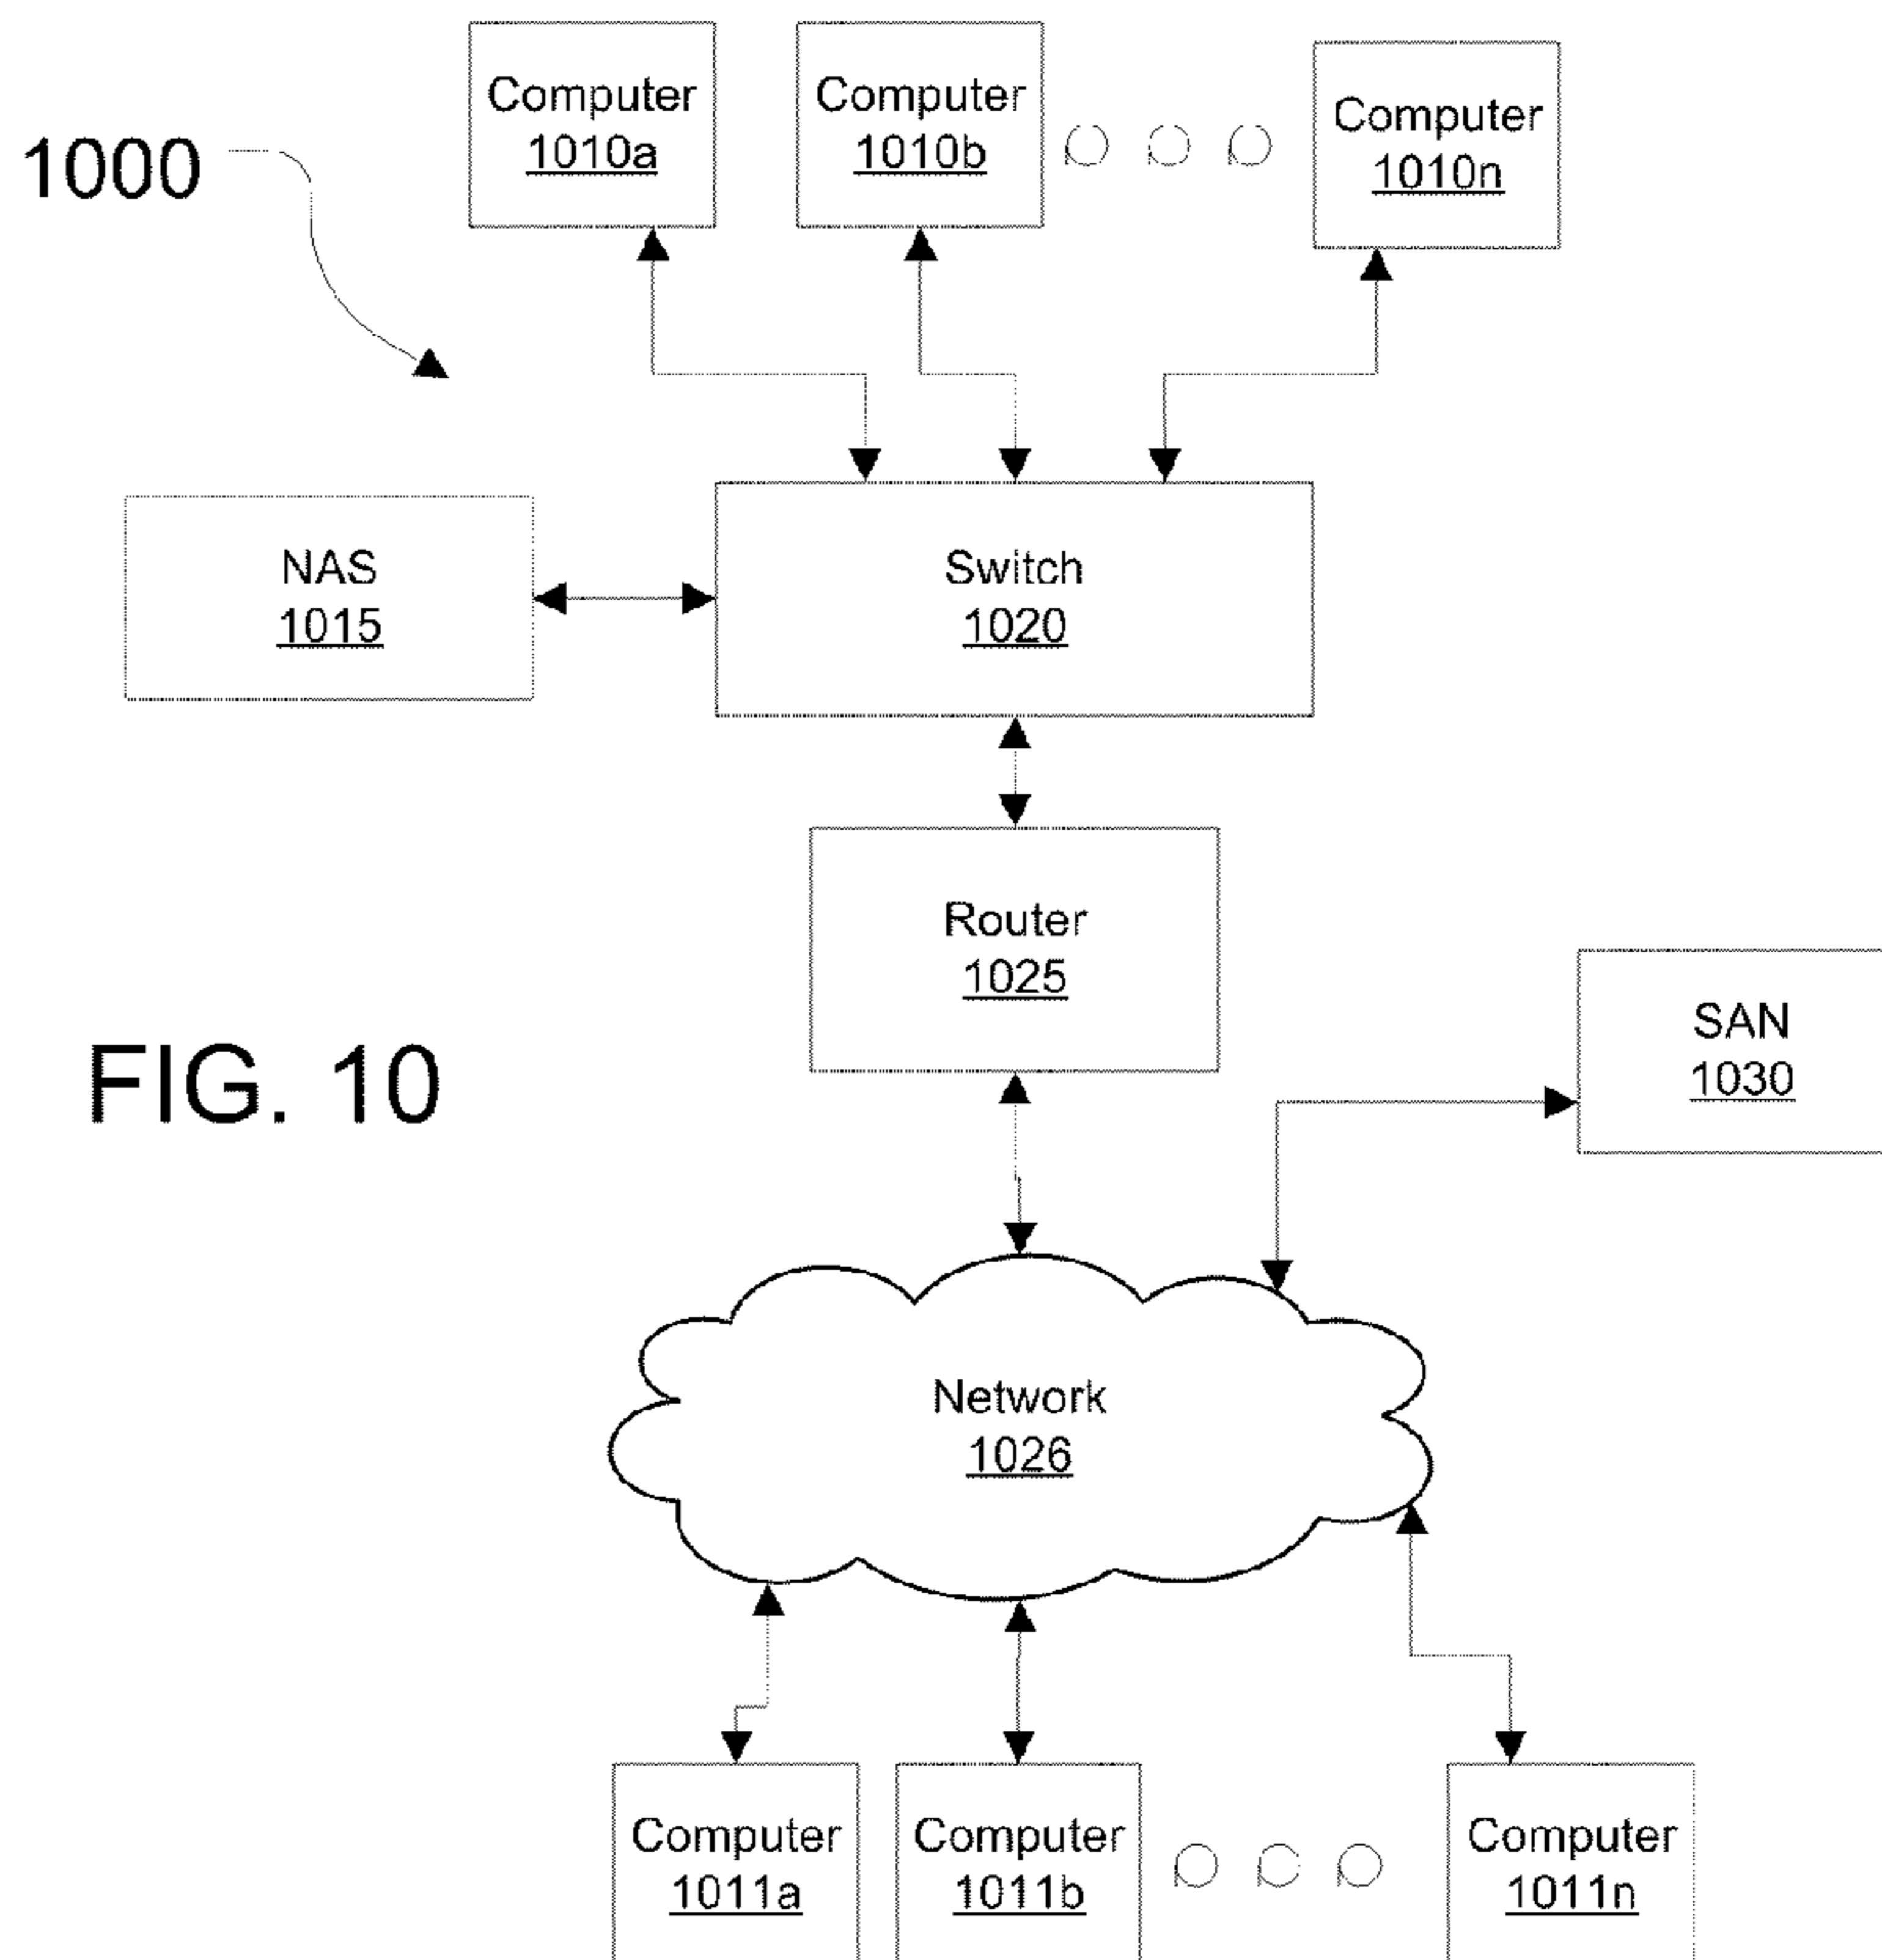 1000
Computer
1010a
Computer
1010b
Computer
1010n
NAS
1015
Switch
1020
Router
1025
SAN
1030
FIG. 10
Network
1026
Computer
1011a
Computer
1011b
Computer
1011n